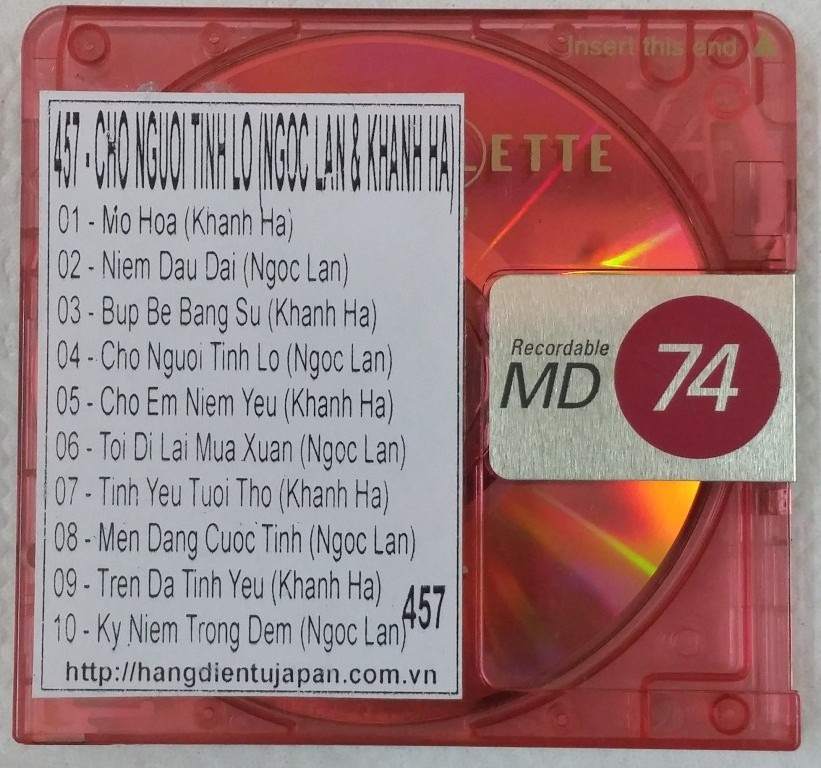 Insert this end
LETTE
457 - CHO NGUOI TINH LO (NGOC LAN & KHANH HA)
01 - Mo Hoa (Khanh Ha)
02 - Niem Dau Dai (Ngoc Lan)
03 - Bup Be Bang Su (Khanh Ha)
04 - Cho Nguoi Tinh Lo (Ngoc Lan)
05 - Cho Em Niem Yeu (Khanh Ha)
06 - Toi Di Lai Mua Xuan (Ngoc Lan)
07 - Tinh Yeu Tuoi Tho (Khanh Ha)
08 - Men Dang Cuoc Tinh (Ngoc Lan)
09 - Tren Da Tinh Yeu (Khanh Ha)
10 - Ky Niem Trong Dem (Ngoc Lan)
457
http://hangdientujapan.com.vn
Recordable
MD 74